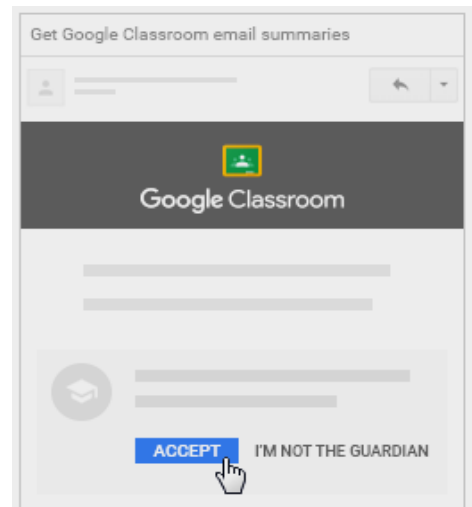 Get Google Classroom email summaries
Google Classroom
ACCEPT I'M NOT THE GUARDIAN